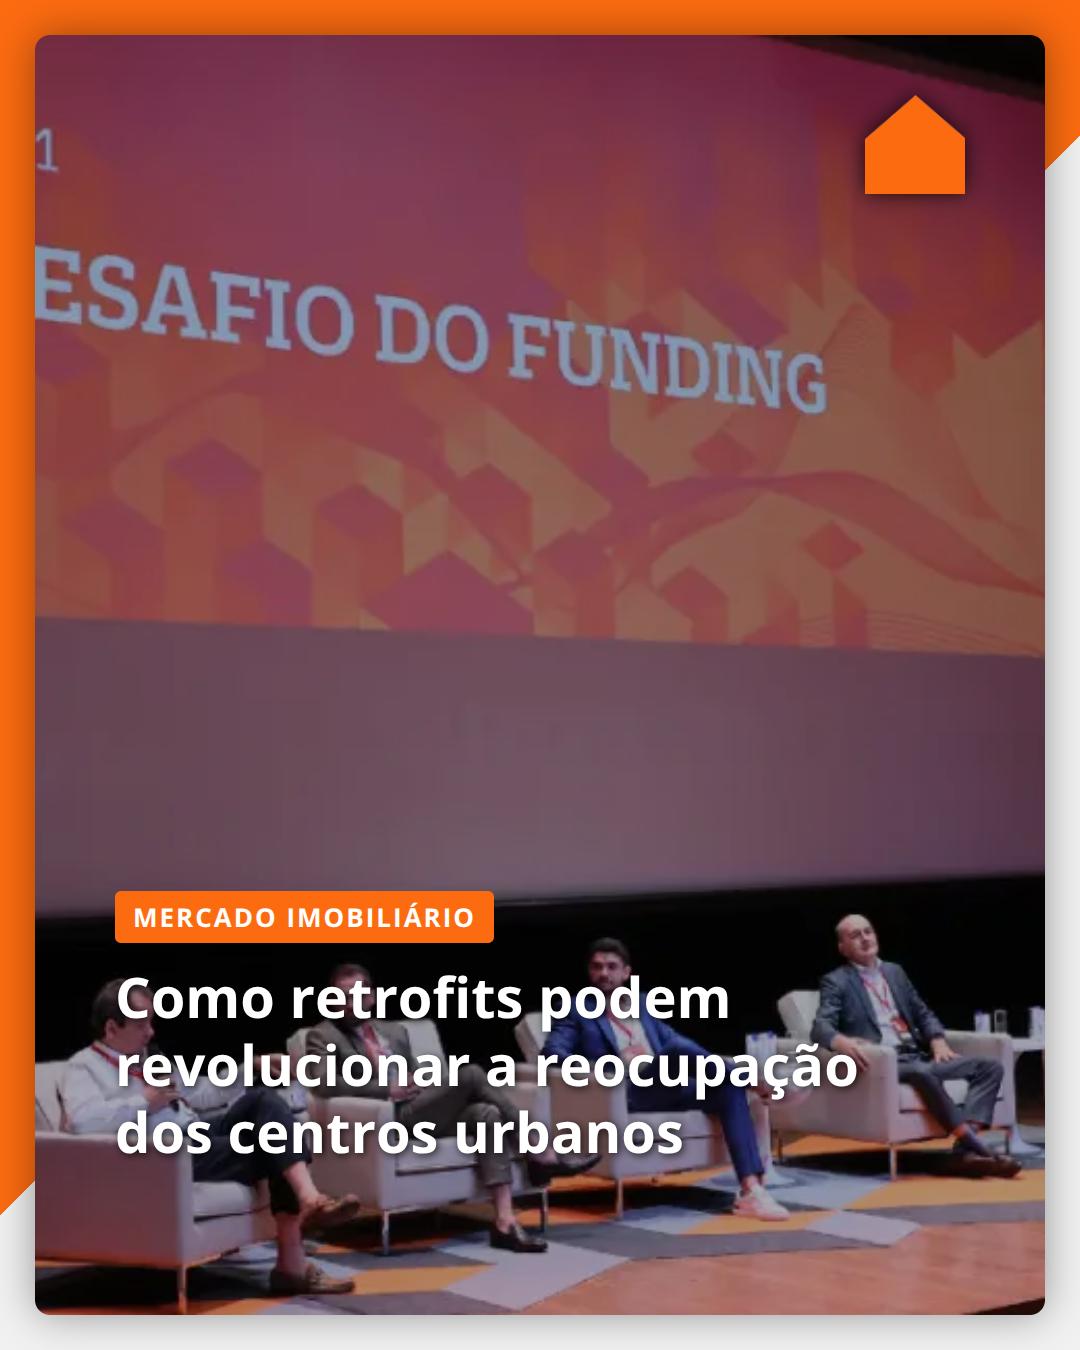 1
ESAFIO DO FUNDING
MERCADO IMOBILIÁRIO
Como retrofits podem
revolucionar a reocupação
dos centros urbanos